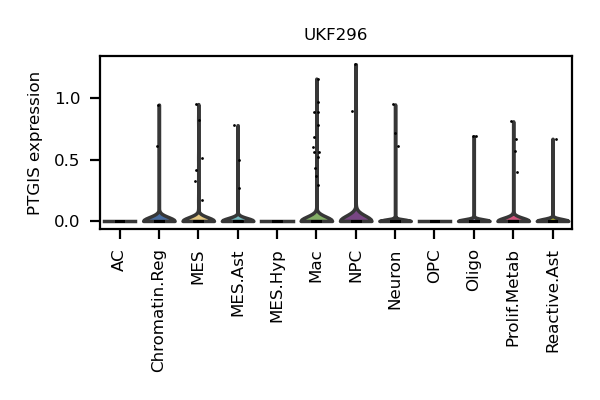 UKF296
PTGIS expression
1.0
0.5
0.0
AC
Chromatin.Reg
MES
MES.Ast
MES.Hyp
Mac
NPC
Neuron
OPC
Oligo
Prolif.Metab
Reactive.Ast